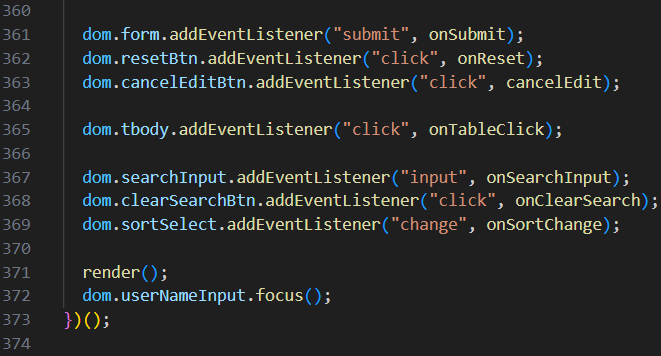 360
361 dom.form.addEventListener("submit", onSubmit);
362 dom.resetBtn.addEventListener("click", onReset);
363 dom.cancelEditBtn.addEventListener("click", cancelEdit);
364
365 dom.tbody.addEventListener("click", onTableClick);
366
367 dom.searchInput.addEventListener("input", onSearchInput);
368 dom.clearSearchBtn.addEventListener("click", onClearSearch);
369 dom.sortSelect.addEventListener("change", onSortChange);
370
371 render();
372 dom.userNameInput.focus();
373 })();
374